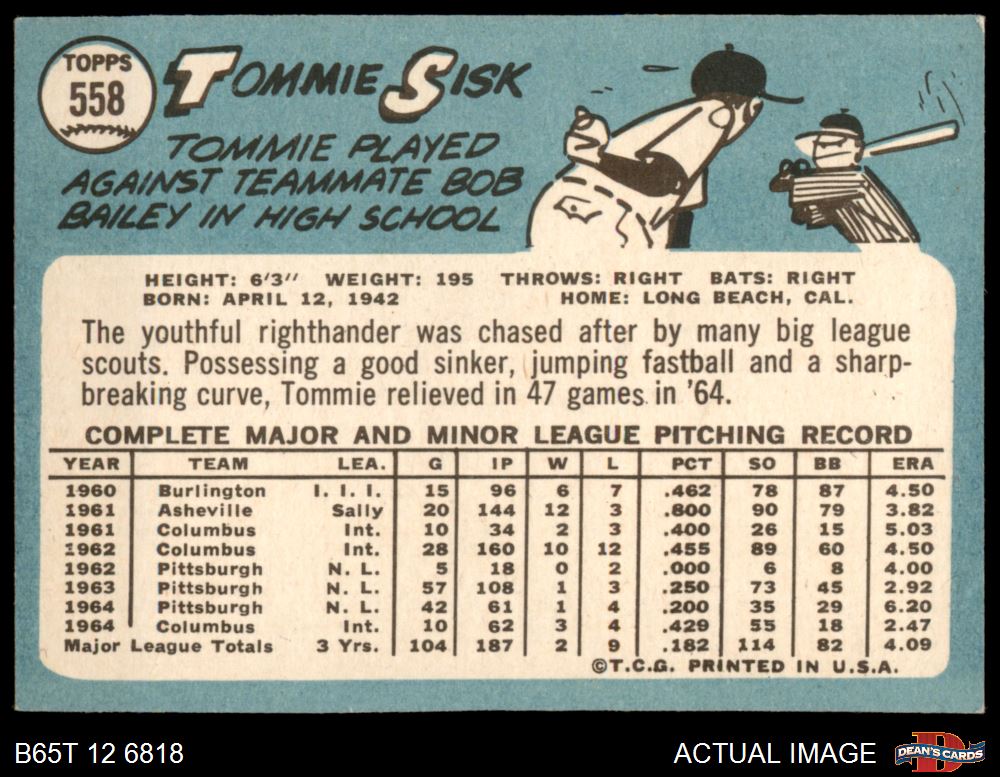 TOPPS
558
TOMMIE SISK
TOMMIE PLAYED
AGAINST TEAMMATE BOB
BAILEY IN HIGH SCHOOL
HEIGHT: 6'3" WEIGHT: 195 THROWS: RIGHT BATS: RIGHT
BORN: APRIL 12, 1942 HOME: LONG BEACH, CAL.
The youthful righthander was chased after by many big league
scouts. Possessing a good sinker, jumping fastball and a sharp-
breaking curve, Tommie relieved in 47 games in '64.
COMPLETE MAJOR AND MINOR LEAGUE PITCHING RECORD
YEAR TEAM LEA. G IP W L PCT SO BB ERA
1960 Burlington I. I. I. 15 96 6 7 .462 78 87 4.50
1961 Asheville Sally 20 144 12 3 .800 90 79 3.82
1961 Columbus Int. 10 34 2 3 .400 26 15 5.03
1962 Columbus Int. 28 160 10 12 .455 89 60 4.50
1962 Pittsburgh N. L. 5 18 0 2 .000 6 8 4.00
1963 Pittsburgh N. L. 57 108 1 3 .250 73 45 2.92
1964 Pittsburgh N. L. 42 61 1 4 .200 35 29 6.20
1964 Columbus Int. 10 62 3 4 .429 55 18 2.47
Major League Totals 3 Yrs. 104 187 2 9 .182 114 82 4.09
©T.C.G. PRINTED IN U.S.A.
B65T 12 6818 ACTUAL IMAGE
D
DEAN'S CARDS